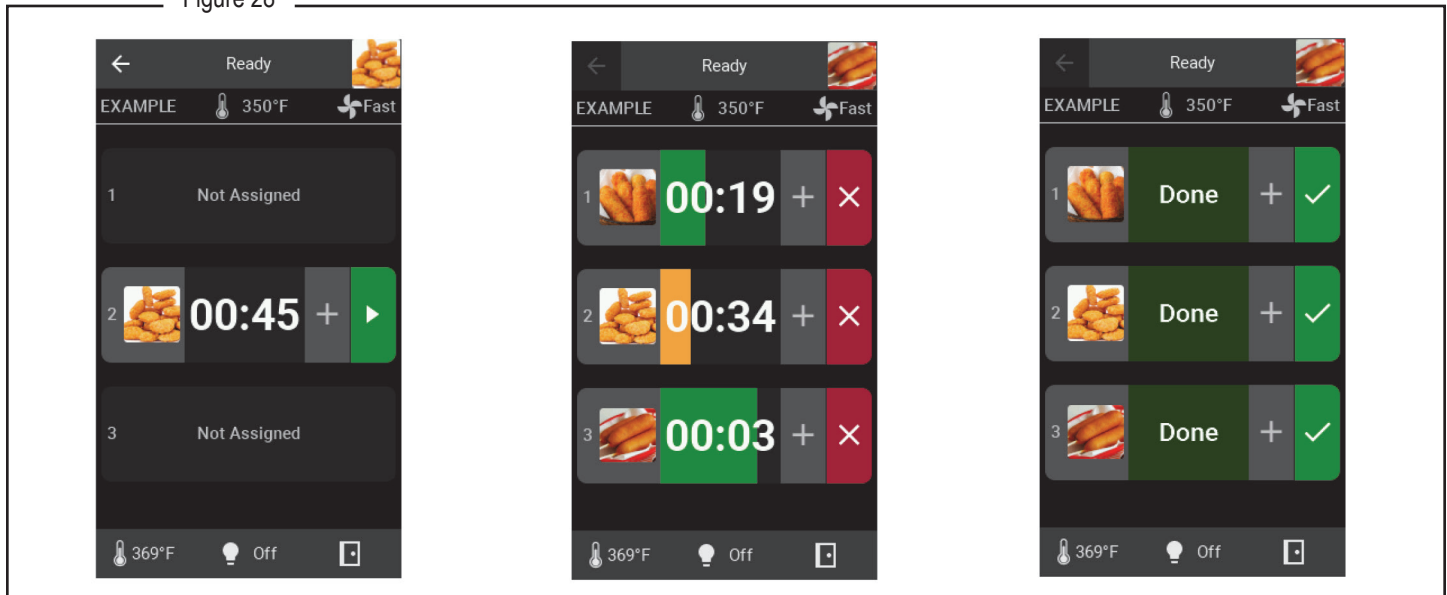 Figure 26
Ready
EXAMPLE 350°F Fast
1 Not Assigned
2 00:45 +
3 Not Assigned
369°F Off
Ready
EXAMPLE 350°F Fast
1 00:19 + ×
2 00:34 + ×
3 00:03 + ×
369°F Off
Ready
EXAMPLE 350°F Fast
1 Done + ✓
2 Done + ✓
3 Done + ✓
369°F Off